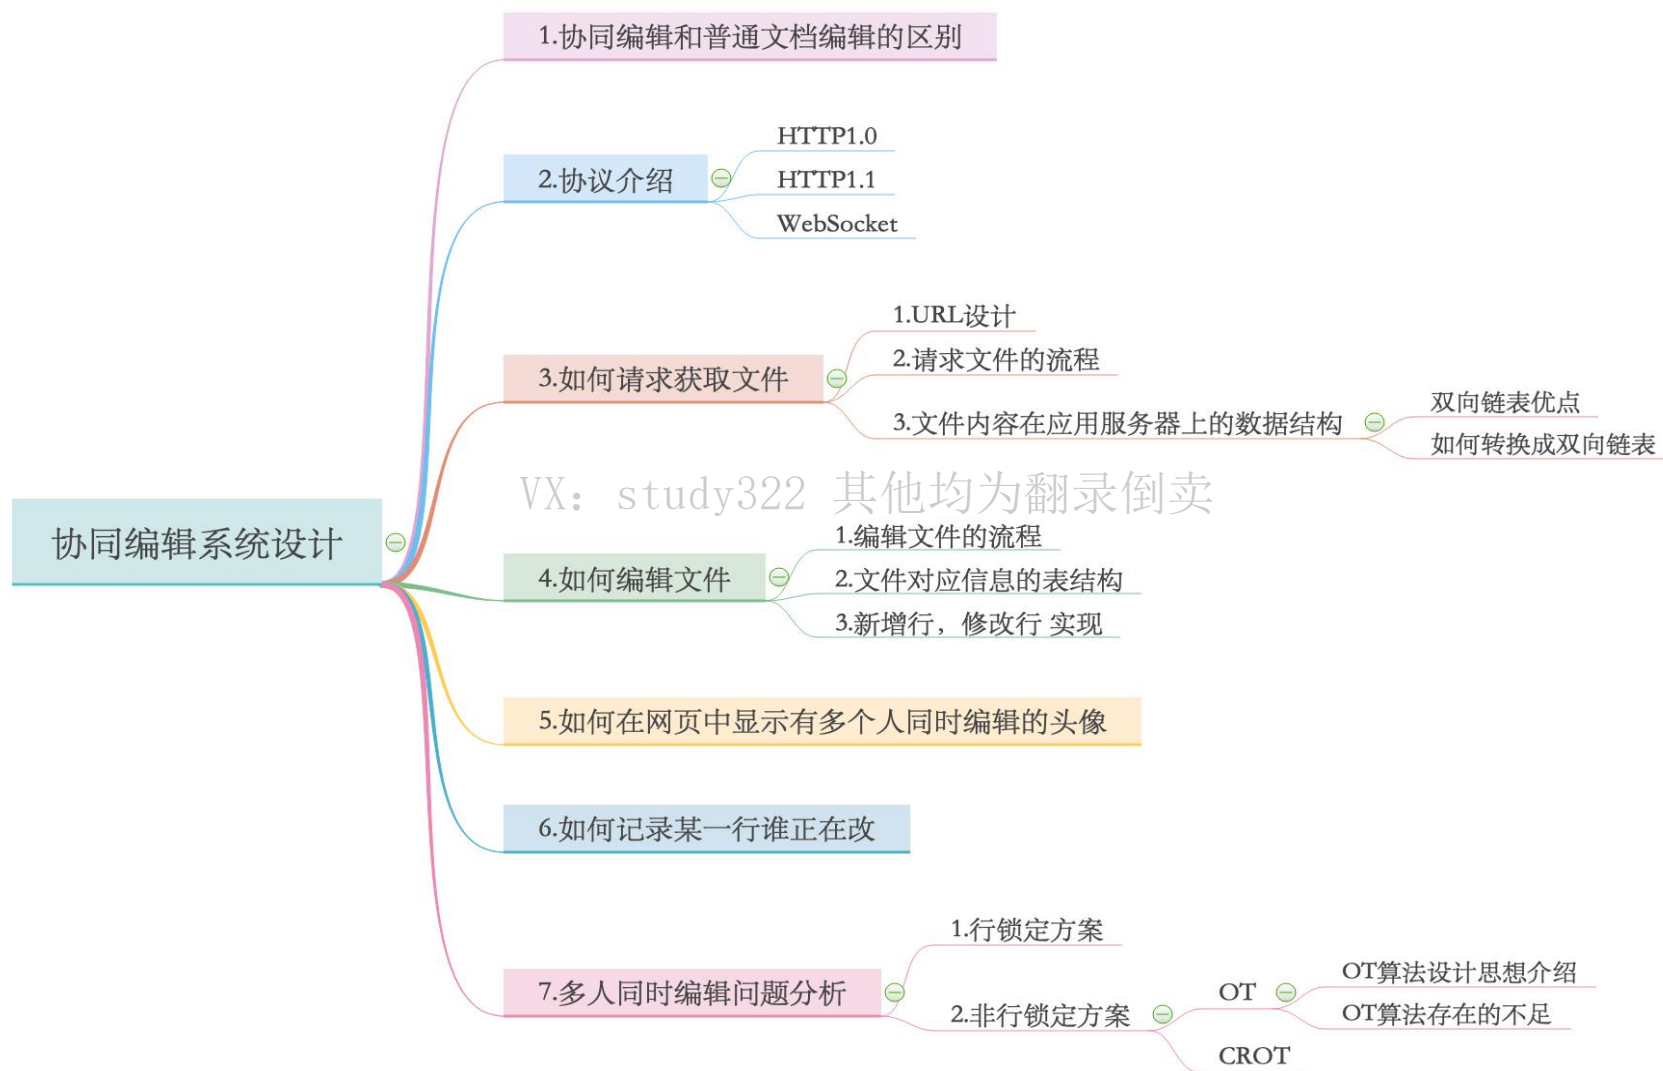 1.协同编辑和普通文档编辑的区别
HTTP1.0
2.协议介绍
HTTP1.1
WebSocket
1.URL设计
2.请求文件的流程
3.如何请求获取文件
双向链表优点
3.文件内容在应用服务器上的数据结构
如何转换成双向链表
VX：study322 其他均为翻录倒卖
协同编辑系统设计
1.编辑文件的流程
4.如何编辑文件
2.文件对应信息的表结构
3.新增行，修改行 实现
5.如何在网页中显示有多个人同时编辑的头像
6.如何记录某一行谁正在改
1.行锁定方案
7.多人同时编辑问题分析
OT算法设计思想介绍
OT
2.非行锁定方案
OT算法存在的不足
CROT